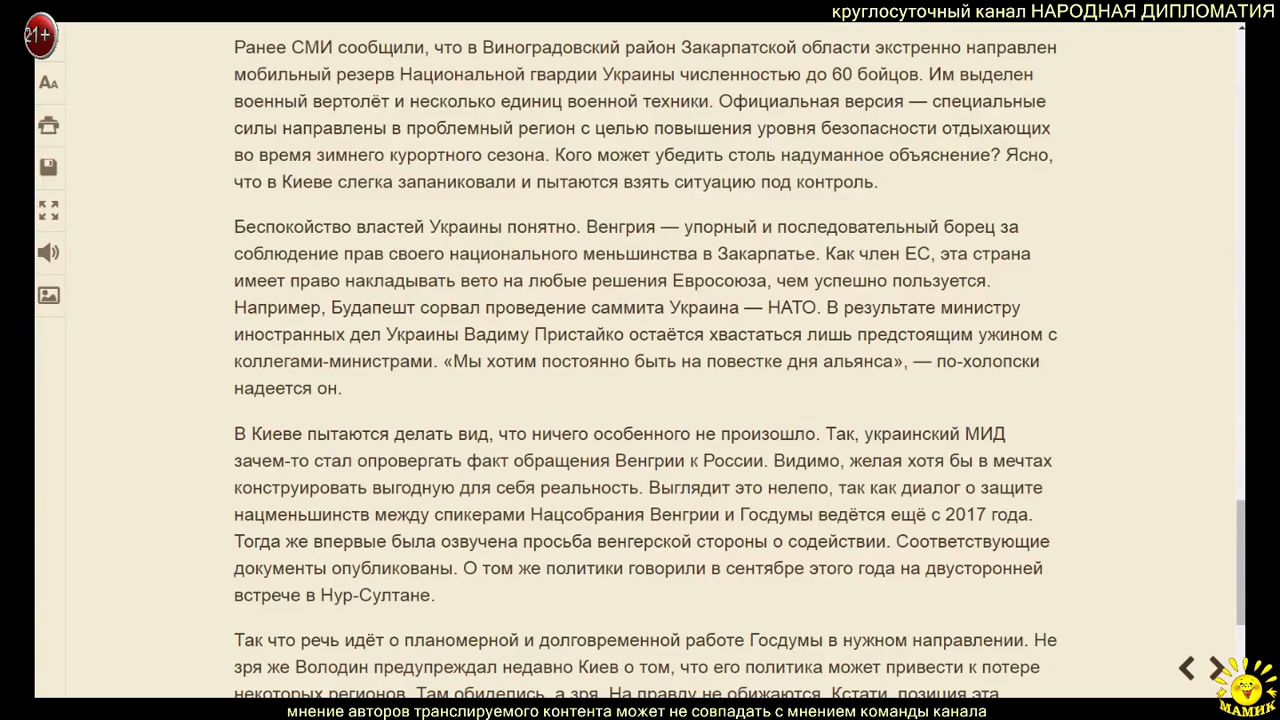 круглосуточный канал НАРОДНАЯ ДИПЛОМАТИЯ
21+
Ранее СМИ сообщили, что в Виноградовский район Закарпатской области экстренно направлен
мобильный резерв Национальной гвардии Украины численностью до 60 бойцов. Им выделен
военный вертолёт и несколько единиц военной техники. Официальная версия — специальные
силы направлены в проблемный регион с целью повышения уровня безопасности отдыхающих
во время зимнего курортного сезона. Кого может убедить столь надуманное объяснение? Ясно,
что в Киеве слегка запаниковали и пытаются взять ситуацию под контроль.
Беспокойство властей Украины понятно. Венгрия — упорный и последовательный борец за
соблюдение прав своего национального меньшинства в Закарпатье. Как член ЕС, эта страна
имеет право накладывать вето на любые решения Евросоюза, чем успешно пользуется.
Например, Будапешт сорвал проведение саммита Украина — НАТО. В результате министру
иностранных дел Украины Вадиму Пристайко остаётся хвастаться лишь предстоящим ужином с
коллегами-министрами. «Мы хотим постоянно быть на повестке дня альянса», — по-холопски
надеется он.
В Киеве пытаются делать вид, что ничего особенного не произошло. Так, украинский МИД
зачем-то стал опровергать факт обращения Венгрии к России. Видимо, желая хотя бы в мечтах
конструировать выгодную для себя реальность. Выглядит это нелепо, так как диалог о защите
нацменьшинств между спикерами Нацсобрания Венгрии и Госдумы ведётся ещё с 2017 года.
Тогда же впервые была озвучена просьба венгерской стороны о содействии. Соответствующие
документы опубликованы. О том же политики говорили в сентябре этого года на двусторонней
встрече в Нур-Султане.
Так что речь идёт о планомерной и долговременной работе Госдумы в нужном направлении. Не
зря же Володин предупреждал недавно Киев о том, что его политика может привести к потере
некоторых регионов. Там обиделись, а зря. На правду не обижаются. Кстати, позиция эта
МАМИК
мнение авторов транслируемого контента может не совпадать с мнением команды канала